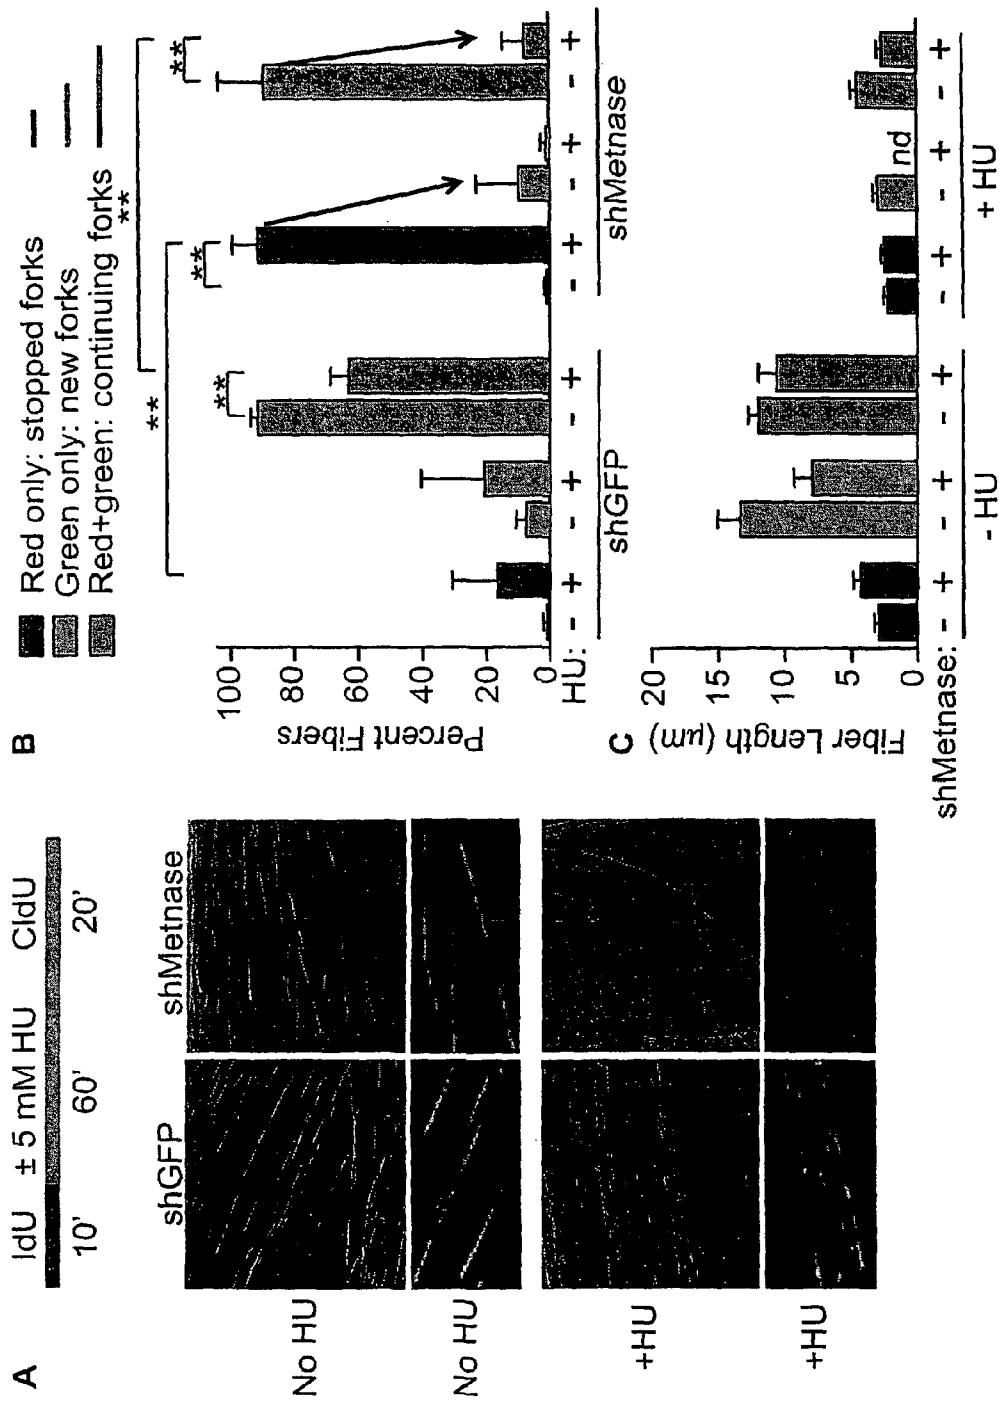 A
IdU ± 5 mM HU CldU
10' 60' 20'
shGFP shMetnase
No HU
No HU
+HU
+HU
B
Red only: stopped forks
Green only: new forks
Red+green: continuing forks
** ** ** ** **
100
80
60
40
20
0
Percent Fibers
HU: - + - + - + - + - + - +
shGFP shMetnase
C
20
15
10
5
0
Fiber Length (μm)
nd
shMetnase: - + - + - + - + - + - +
- HU + HU